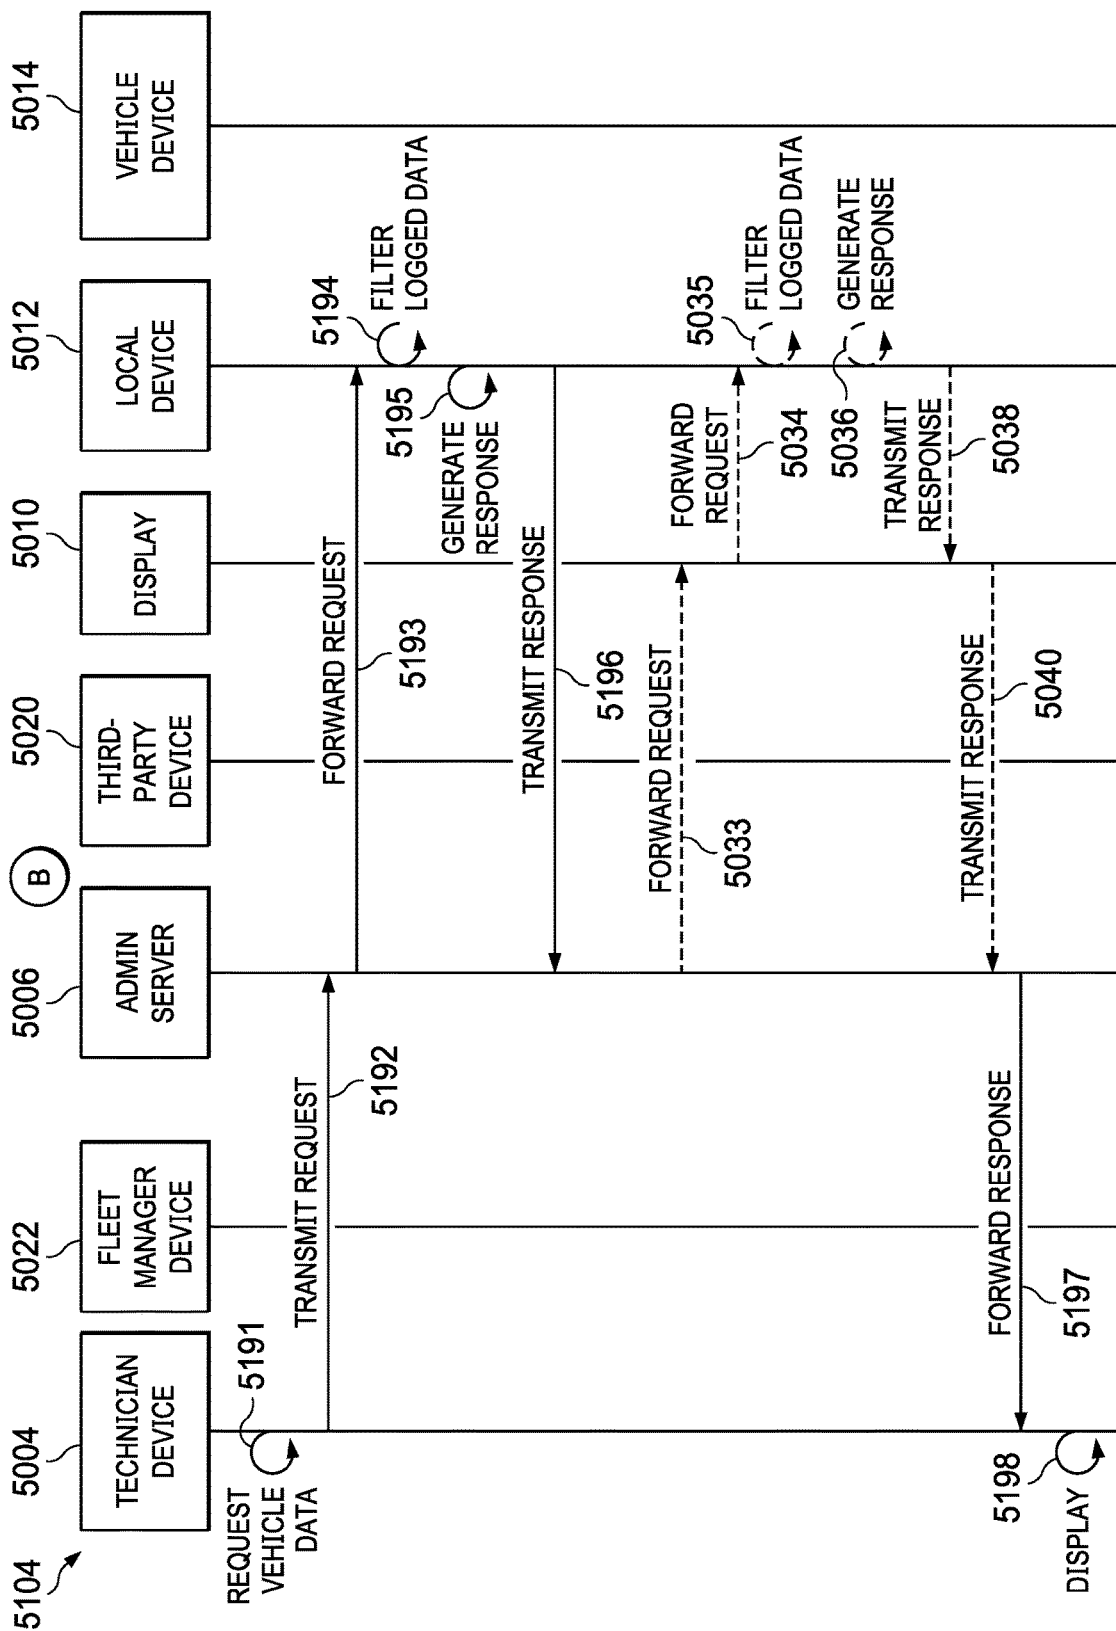 5104
5004
TECHNICIAN
DEVICE
5022
FLEET
MANAGER
DEVICE
5006
ADMIN
SERVER
B
5020
THIRD-
PARTY
DEVICE
5010
DISPLAY
5012
LOCAL
DEVICE
5014
VEHICLE
DEVICE
REQUEST
VEHICLE
DATA
5191
TRANSMIT REQUEST
5192
FORWARD REQUEST
5193
5194
FILTER
LOGGED DATA
5195
GENERATE
RESPONSE
TRANSMIT RESPONSE
5196
FORWARD REQUEST
5033
FORWARD
REQUEST
5034
5035
FILTER
LOGGED DATA
5036
GENERATE
RESPONSE
TRANSMIT
RESPONSE
5038
TRANSMIT RESPONSE
5040
FORWARD RESPONSE
5197
5198
DISPLAY